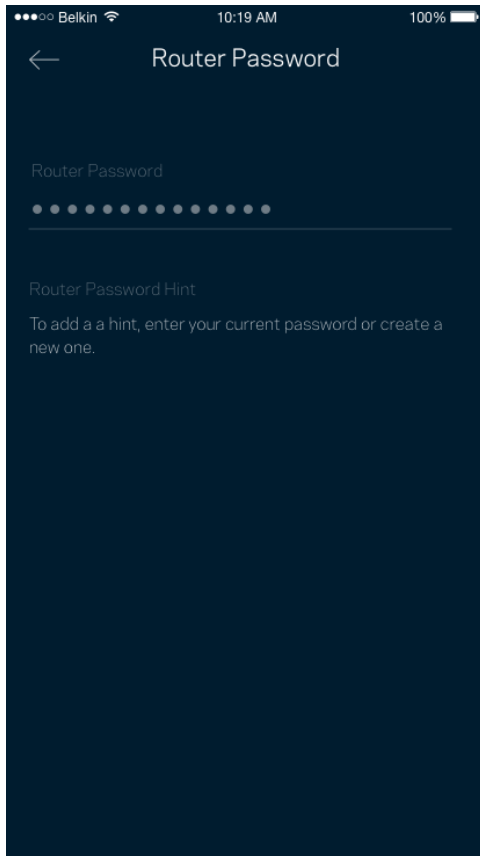 ●●●○○ Belkin 10:19 AM 100%
Router Password
Router Password
●●●●●●●●●●●●●●
Router Password Hint
To add a a hint, enter your current password or create a
new one.